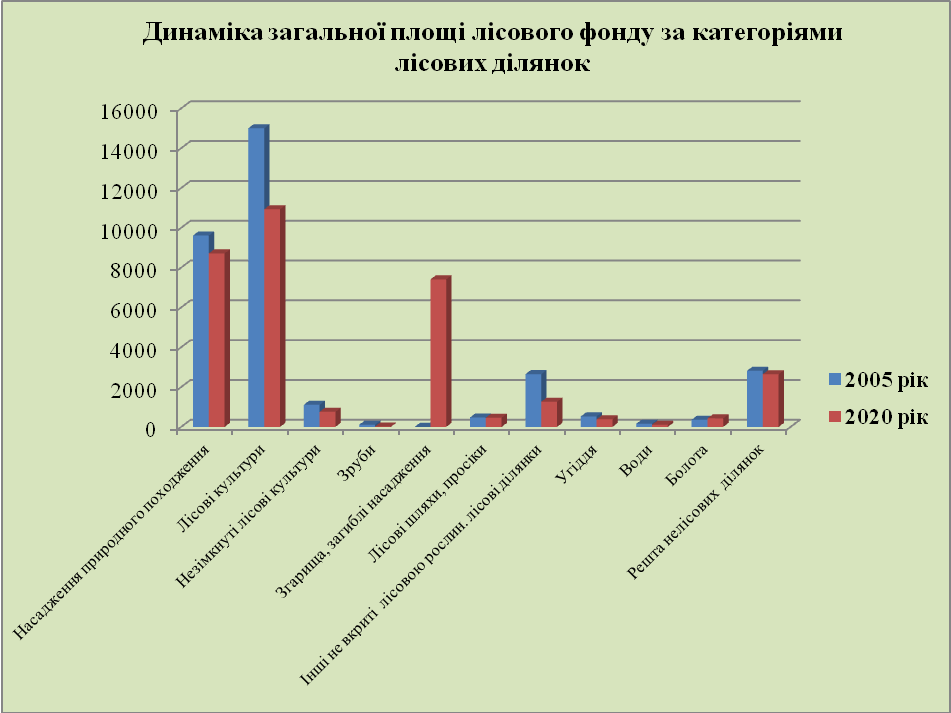 Динаміка загальної площі лісового фонду за категоріями
лісових ділянок
16000
14000
12000
10000
8000
6000
4000
2000
0
Насадження природного походження
Лісові культури
Незімкнуті лісові культури
Зруби
Згарища, загиблі насадження
Лісові шляхи, просіки
Інші не вкриті лісовою рослин. лісові ділянки
Угіддя
Води
Болота
Решта нелісових ділянок
2005 рік
2020 рік